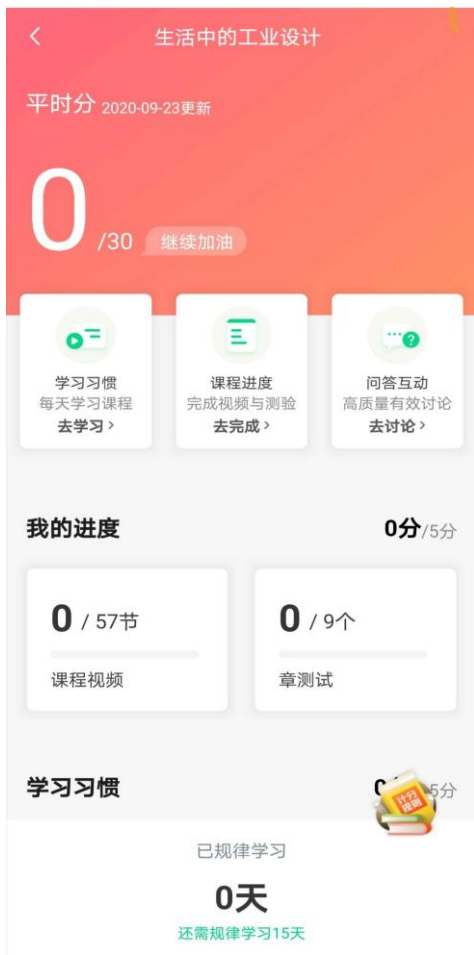 生活中的工业设计
平时分 2020-09-23更新
0 /30 继续加油
学习习惯 课程进度 问答互动
每天学习课程 完成视频与测验 高质量有效讨论
去学习 > 去完成 > 去讨论 >
我的进度 0分/5分
0 / 57节 0 / 9个
课程视频 章测试
学习习惯 5分
计分
规则
已规律学习
0天
还需规律学习15天